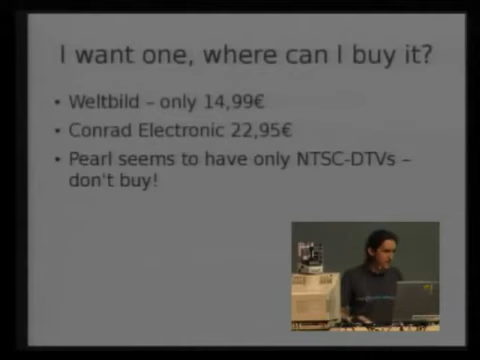 I want one, where can I buy it?
• Weltbild – only 14,99€
• Conrad Electronic 22,95€
• Pearl seems to have only NTSC-DTVs –
don't buy!